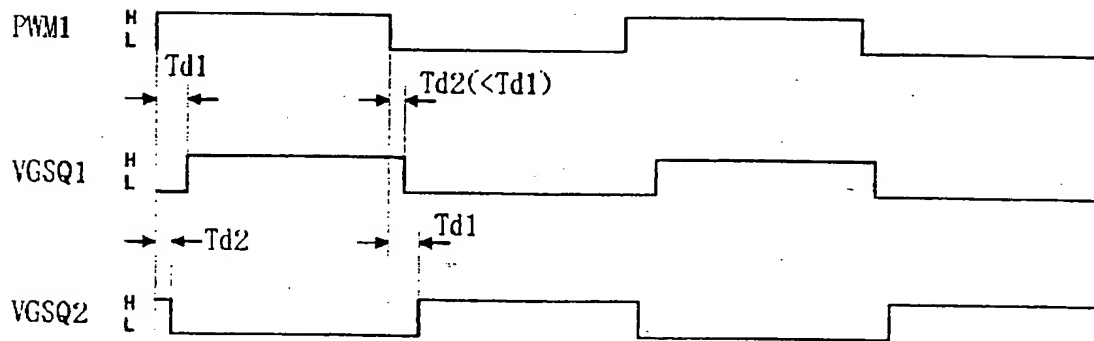 PWM1 H
L
Td1
Td2(<Td1)
VGSQ1 H
L
Td2
Td1
VGSQ2 H
L